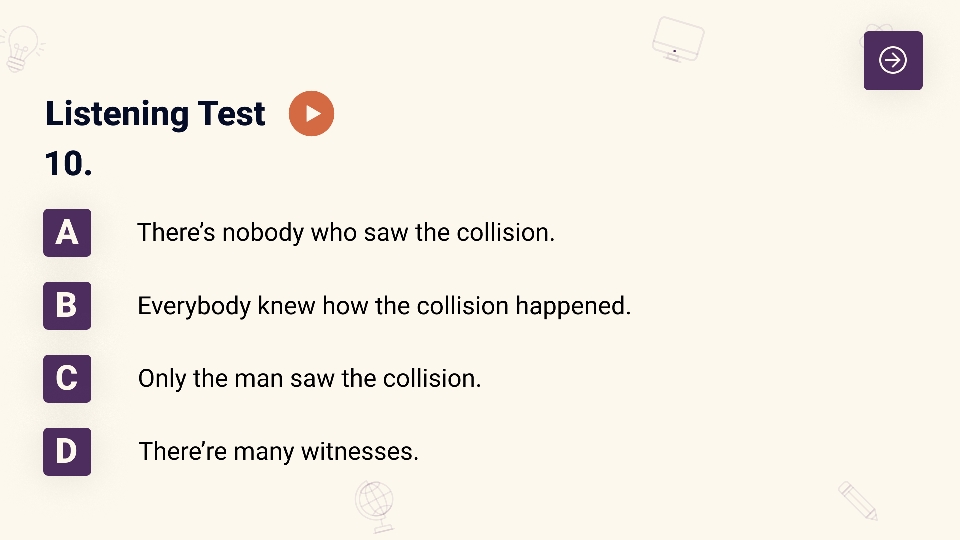 Listening Test
10.
A There’s nobody who saw the collision.
B Everybody knew how the collision happened.
C Only the man saw the collision.
D There’re many witnesses.